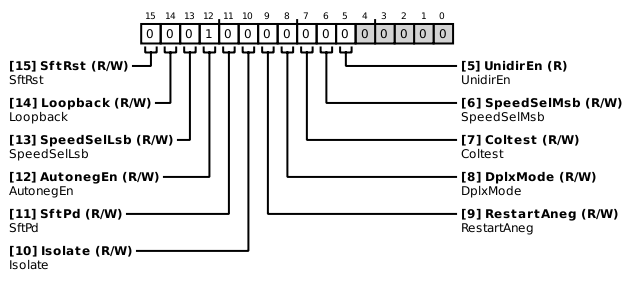 15 14 13 12 11 10 9 8 7 6 5 4 3 2 1 0
0 0 0 1 0 0 0 0 0 0 0 0 0 0 0 0
[15] SftRst (R/W)
SftRst
[14] Loopback (R/W)
Loopback
[13] SpeedSelLsb (R/W)
SpeedSelLsb
[12] AutonegEn (R/W)
AutonegEn
[11] SftPd (R/W)
SftPd
[10] Isolate (R/W)
Isolate
[5] UnidirEn (R)
UnidirEn
[6] SpeedSelMsb (R/W)
SpeedSelMsb
[7] Coltest (R/W)
Coltest
[8] DplxMode (R/W)
DplxMode
[9] RestartAneg (R/W)
RestartAneg